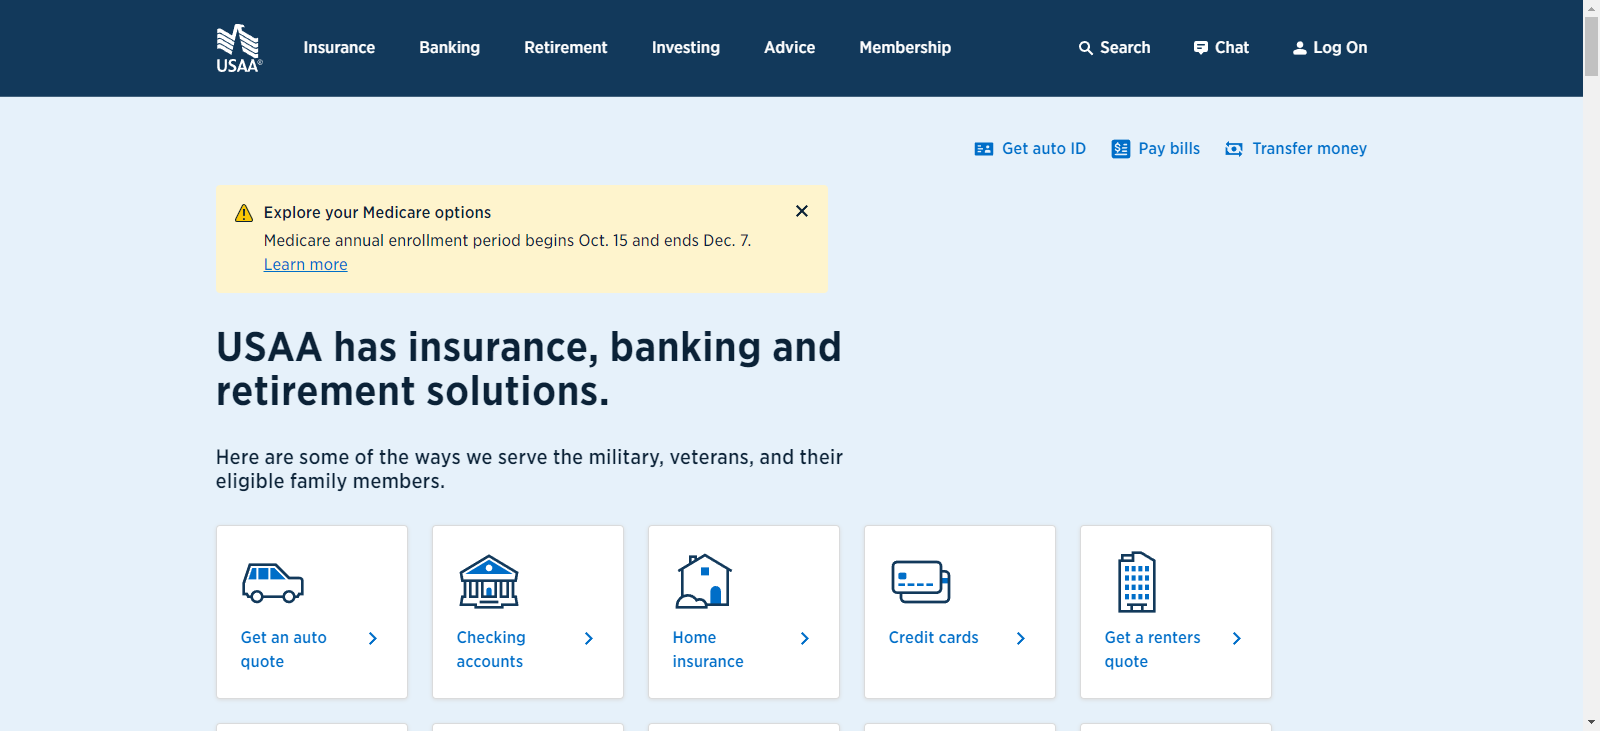 USAA®
Insurance
Banking
Retirement
Investing
Advice
Membership
Search
Chat
Log On
Get auto ID
Pay bills
Transfer money
Explore your Medicare options
Medicare annual enrollment period begins Oct. 15 and ends Dec. 7.
Learn more
USAA has insurance, banking and
retirement solutions.
Here are some of the ways we serve the military, veterans, and their
eligible family members.
Get an auto
quote
Checking
accounts
Home
insurance
Credit cards
Get a renters
quote